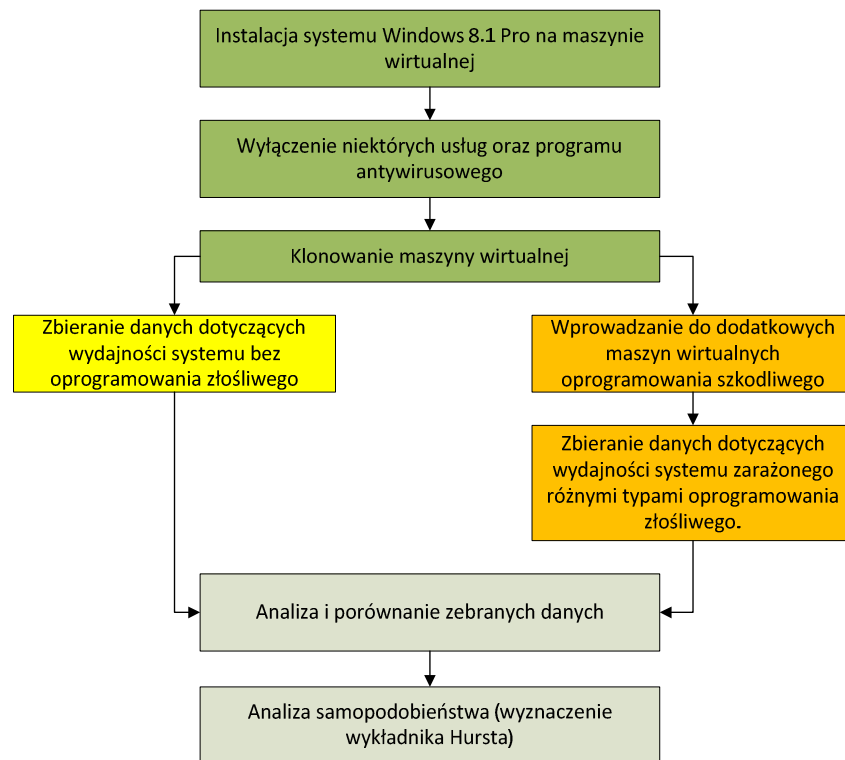 Instalacja systemu Windows 8.1 Pro na maszynie
wirtualnej
Wyłączenie niektórych usług oraz programu
antywirusowego
Klonowanie maszyny wirtualnej
Zbieranie danych dotyczących
wydajności systemu bez
oprogramowania złośliwego
Wprowadzanie do dodatkowych
maszyn wirtualnych
oprogramowania szkodliwego
Zbieranie danych dotyczących
wydajności systemu zarażonego
różnymi typami oprogramowania
złośliwego.
Analiza i porównanie zebranych danych
Analiza samopodobieństwa (wyznaczenie
wykładnika Hursta)